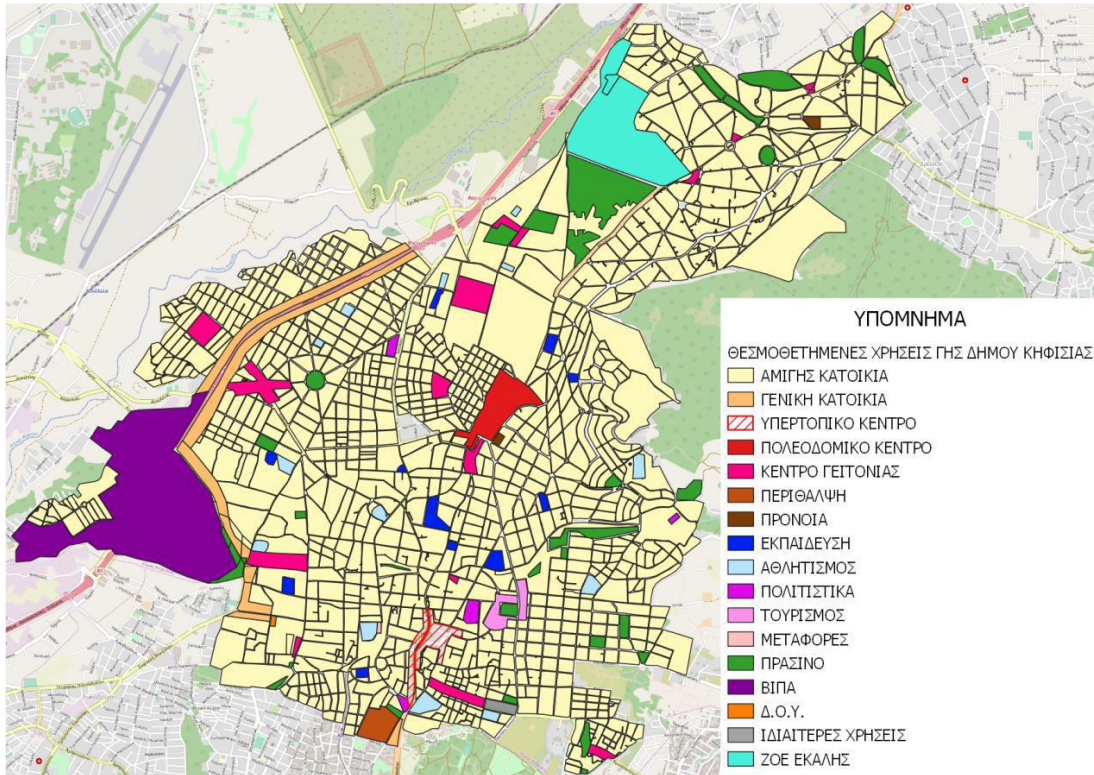 ΥΠΟΜΝΗΜΑ
ΘΕΣΜΟΘΕΤΗΜΕΝΕΣ ΧΡΗΣΕΙΣ ΓΗΣ ΔΗΜΟΥ ΚΗΦΙΣΙΑΣ
ΑΜΙΓΗΣ ΚΑΤΟΙΚΙΑ
ΓΕΝΙΚΗ ΚΑΤΟΙΚΙΑ
ΥΠΕΡΤΟΠΙΚΟ ΚΕΝΤΡΟ
ΠΟΛΕΟΔΟΜΙΚΟ ΚΕΝΤΡΟ
ΚΕΝΤΡΟ ΓΕΙΤΟΝΙΑΣ
ΠΕΡΙΘΑΛΨΗ
ΠΡΟΝΟΙΑ
ΕΚΠΑΙΔΕΥΣΗ
ΑΘΛΗΤΙΣΜΟΣ
ΠΟΛΙΤΙΣΤΙΚΑ
ΤΟΥΡΙΣΜΟΣ
ΜΕΤΑΦΟΡΕΣ
ΠΡΑΣΙΝΟ
ΒΙΠΑ
Δ.Ο.Υ.
ΙΔΙΑΙΤΕΡΕΣ ΧΡΗΣΕΙΣ
ΖΟΕ ΕΚΑΛΗΣ